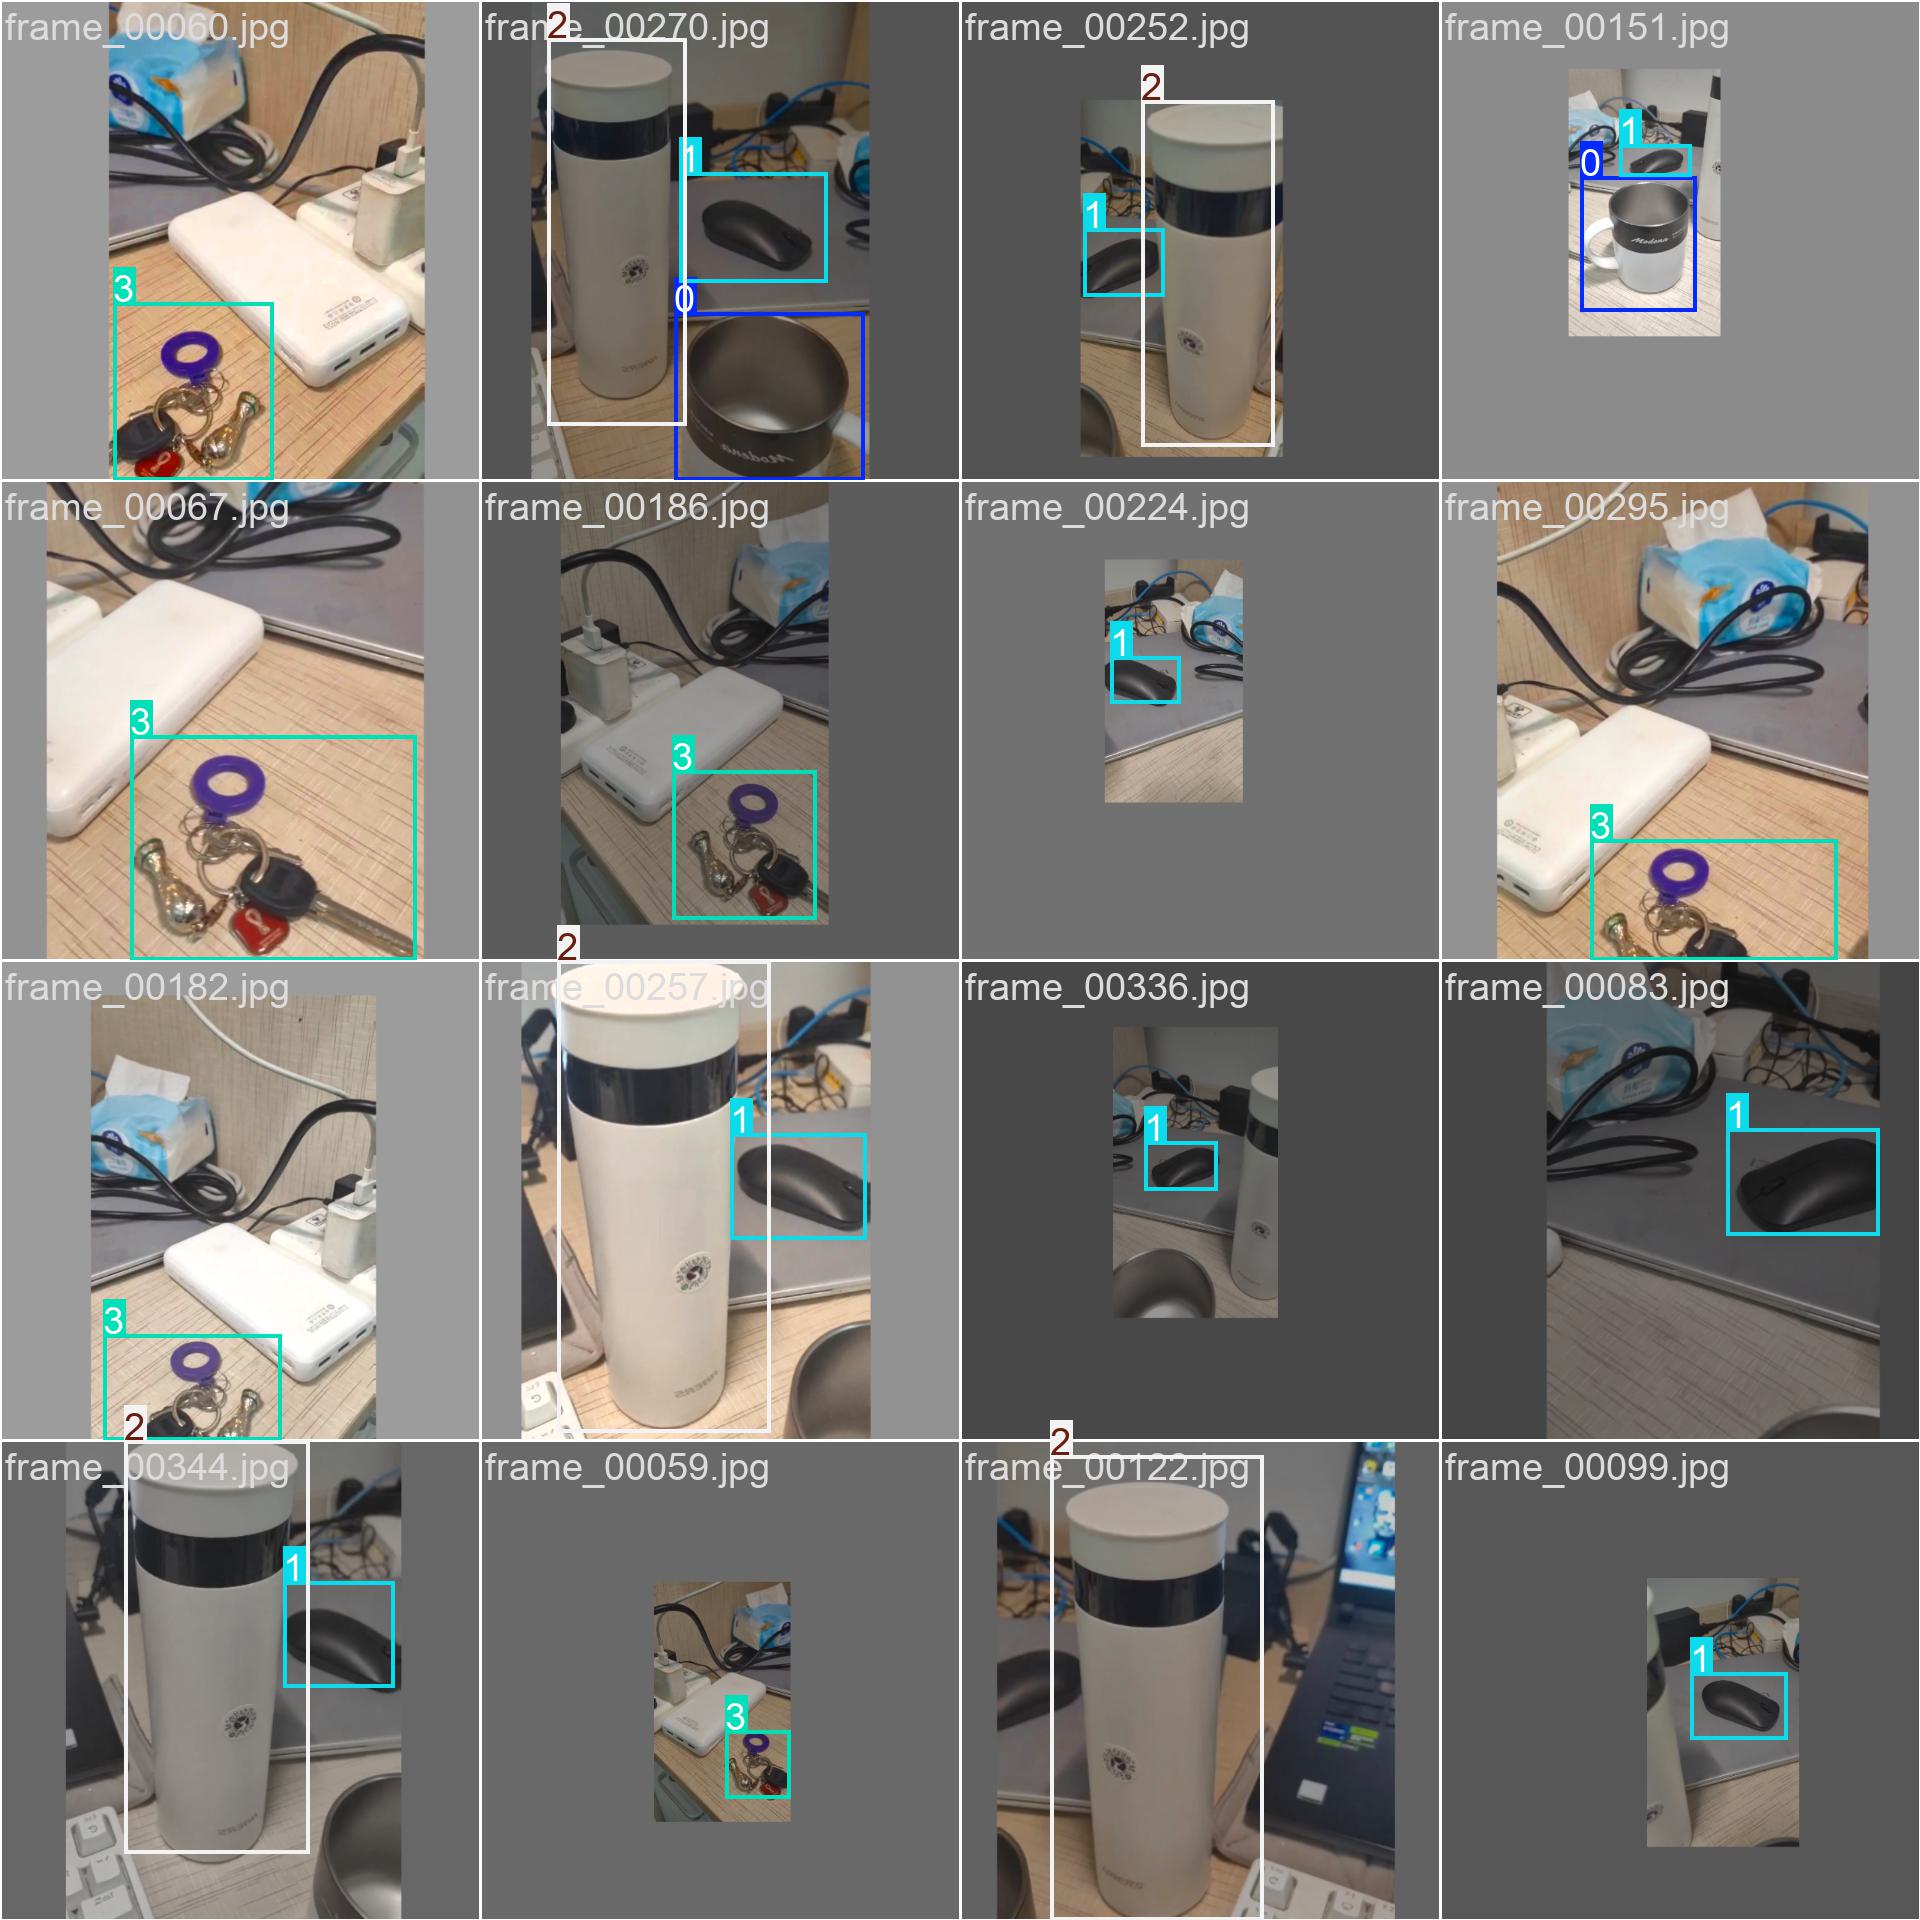 frame_00060.jpg
3
frame_00270.jpg
2
1
0
Modena
frame_00252.jpg
2
1
frame_00151.jpg
1
0
Modena
frame_00067.jpg
3
frame_00186.jpg
3
frame_00224.jpg
1
frame_00295.jpg
3
frame_00182.jpg
3
frame_00257.jpg
2
1
frame_00336.jpg
1
frame_00083.jpg
1
frame_00344.jpg
2
1
frame_00059.jpg
3
frame_00122.jpg
2
frame_00099.jpg
1